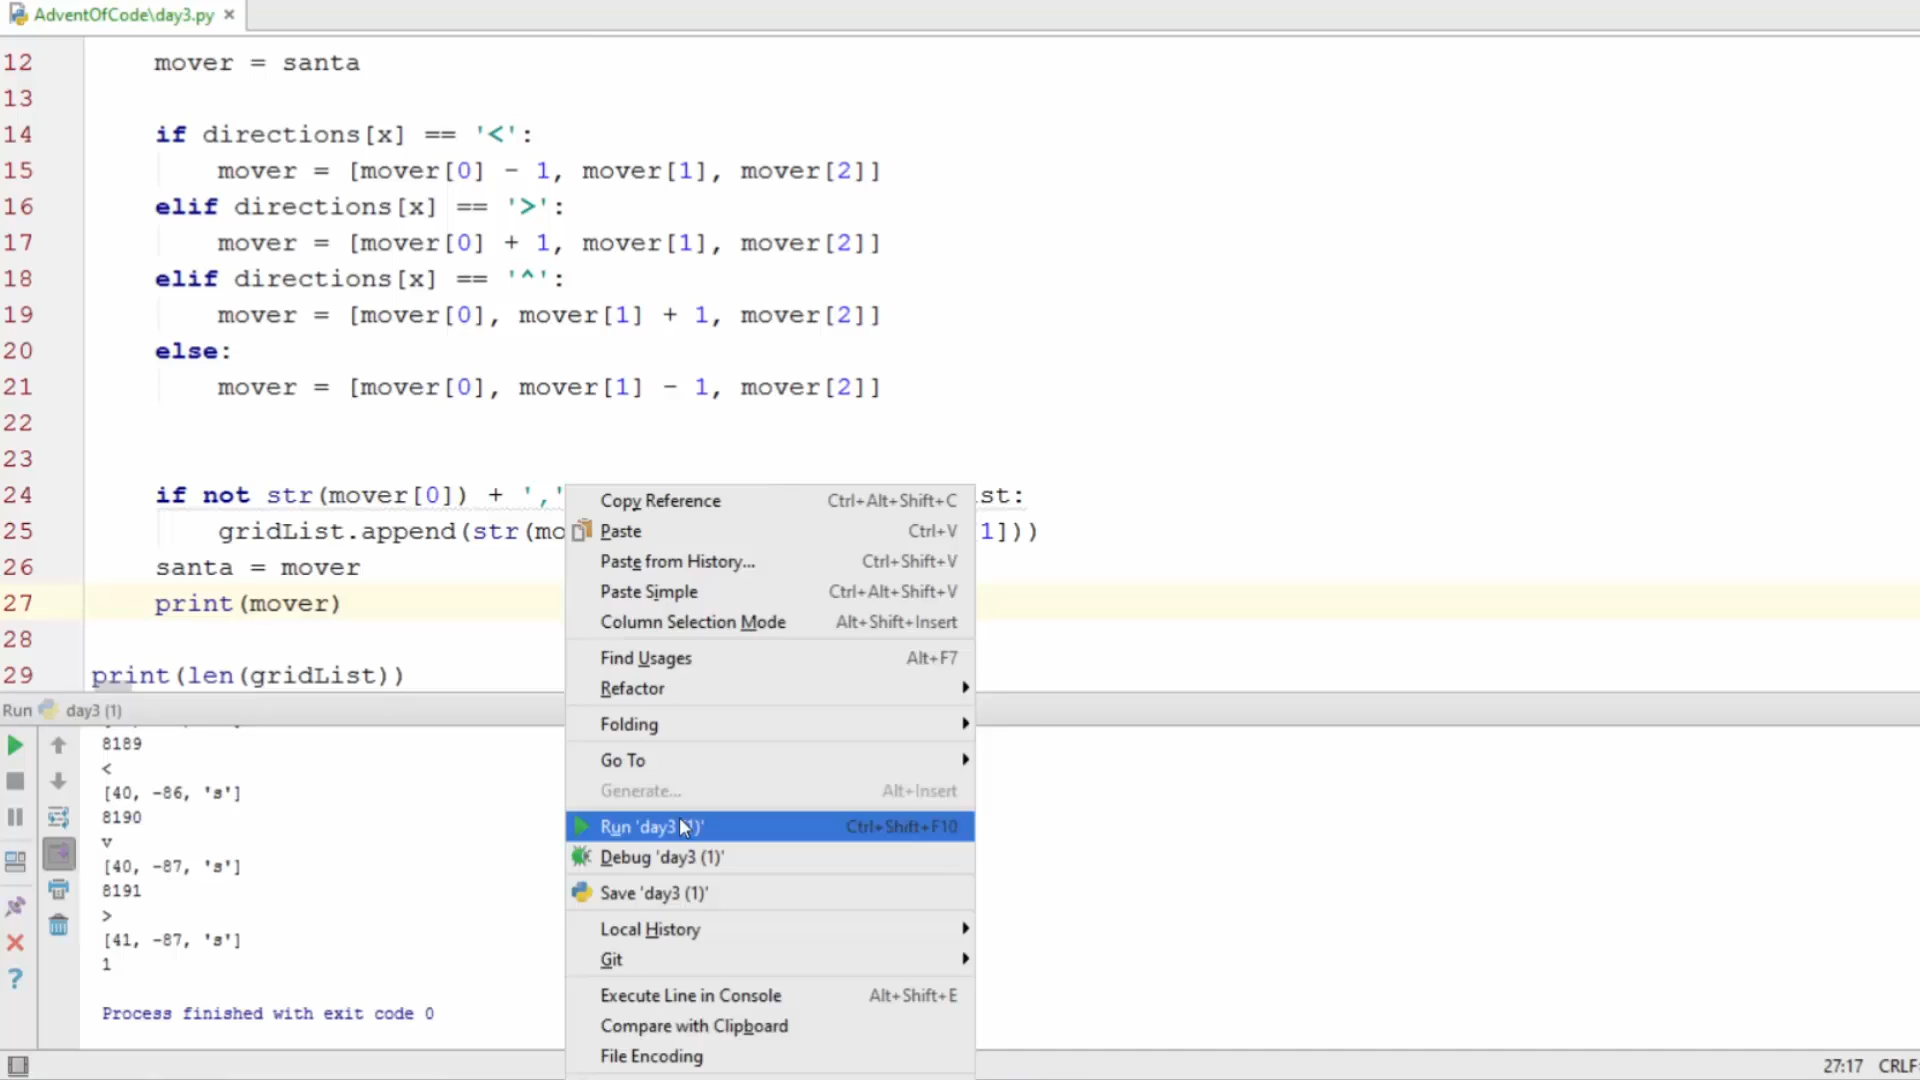 AdventOfCode\day3.py ×
12 mover = santa
13
14 if directions[x] == '<':
15 mover = [mover[0] - 1, mover[1], mover[2]]
16 elif directions[x] == '>':
17 mover = [mover[0] + 1, mover[1], mover[2]]
18 elif directions[x] == '^':
19 mover = [mover[0], mover[1] + 1, mover[2]]
20 else:
21 mover = [mover[0], mover[1] - 1, mover[2]]
22
23
24 if not str(mover[0]) + ',' st:
25 gridList.append(str(mo [1]))
26 santa = mover
27 print(mover)
28
29 print(len(gridList))
Copy Reference Ctrl+Alt+Shift+C
Paste Ctrl+V
Paste from History... Ctrl+Shift+V
Paste Simple Ctrl+Alt+Shift+V
Column Selection Mode Alt+Shift+Insert
Find Usages Alt+F7
Refactor
Folding
Go To
Generate... Alt+Insert
Run 'day3 (1)' Ctrl+Shift+F10
Debug 'day3 (1)'
Save 'day3 (1)'
Local History
Git
Execute Line in Console Alt+Shift+E
Compare with Clipboard
File Encoding
Run day3 (1)
8189
<
[40, -86, 's']
8190
v
[40, -87, 's']
8191
>
[41, -87, 's']
1
Process finished with exit code 0
27:17 CRLF